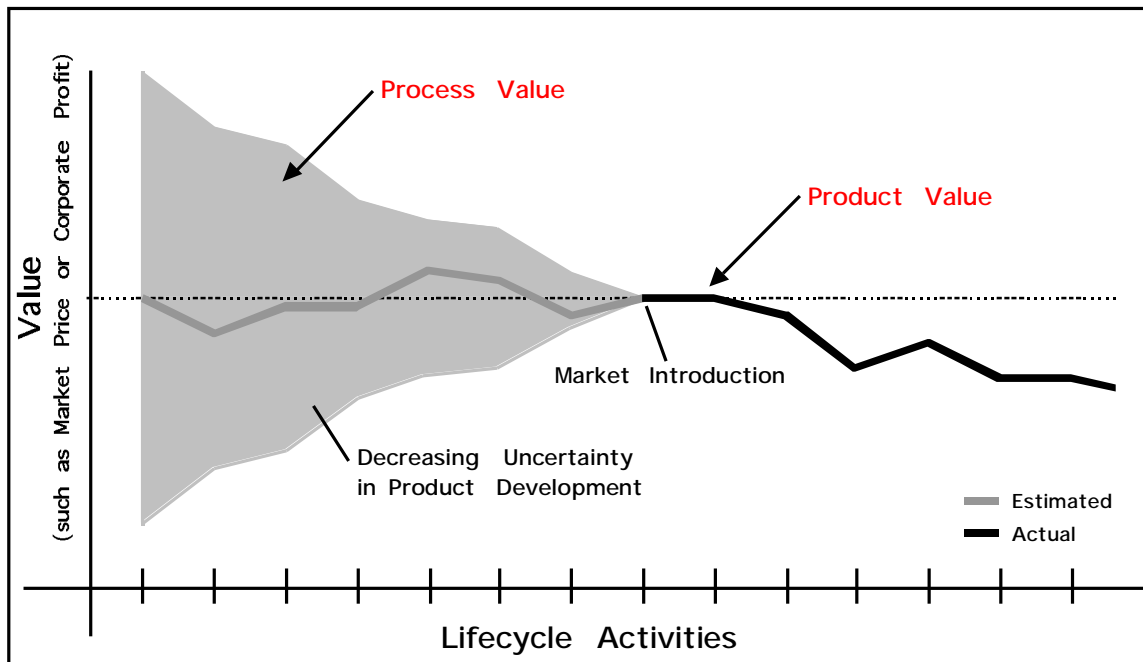 Value
(such as Market Price or Corporate Profit)
Process Value
Product Value
Market Introduction
Decreasing Uncertainty
in Product Development
Estimated
Actual
Lifecycle Activities